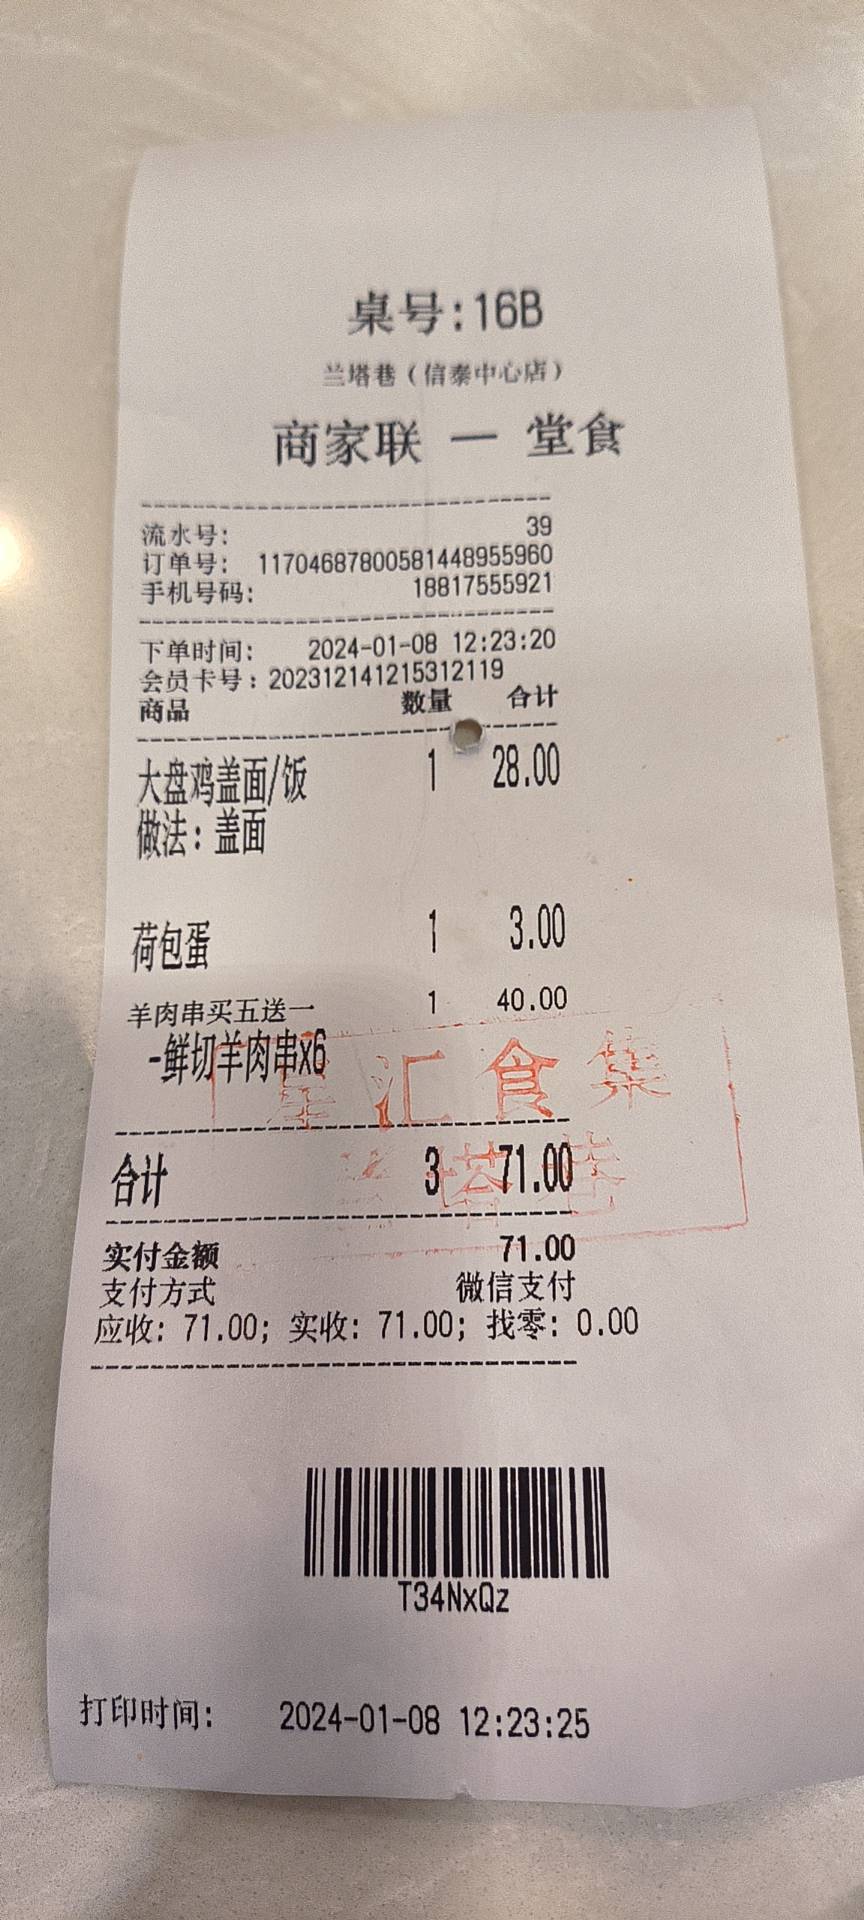 桌号:16B
兰塔巷（信泰中心店）
商家联 一 堂食
流水号: 39
订单号: 11704687800581448955960
手机号码: 18817555921
下单时间: 2024-01-08 12:23:20
会员卡号：202312141215312119
商品 数量 合计
大盘鸡盖面/饭 1 28.00
做法：盖面
荷包蛋 1 3.00
羊肉串买五送一 1 40.00
-鲜切羊肉串x6
星汇食集
塔巷
合计 3 71.00
实付金额 71.00
支付方式 微信支付
应收: 71.00; 实收: 71.00; 找零: 0.00
T34NxQz
打印时间: 2024-01-08 12:23:25